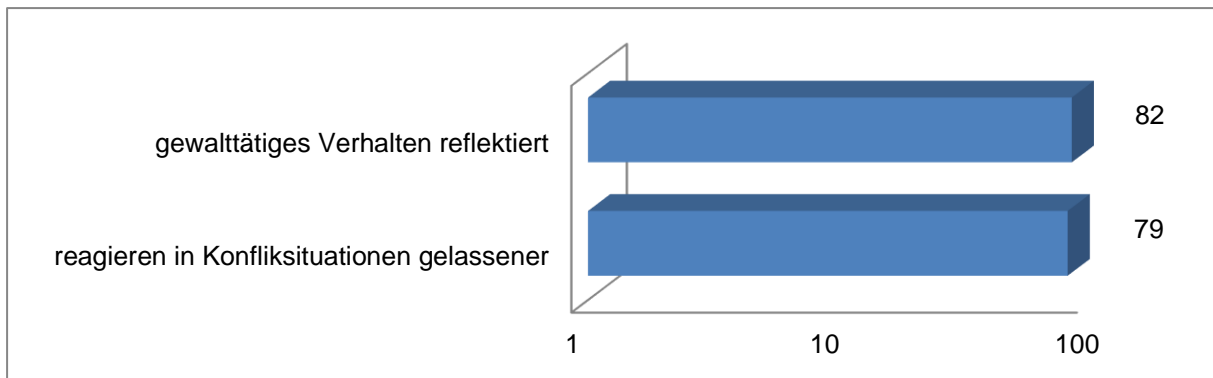 gewalttätiges Verhalten reflektiert
82
reagieren in Konfliksituationen gelassener
79
1 10 100